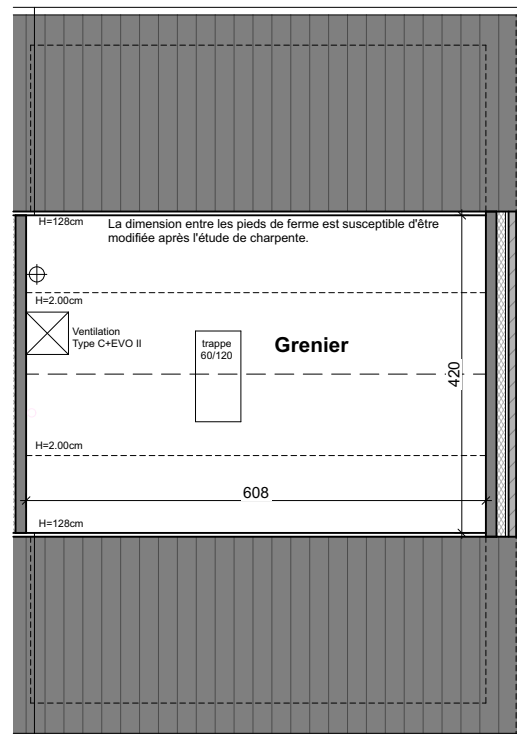 H=128cm
La dimension entre les pieds de ferme est susceptible d'être
modifiée après l'étude de charpente.
H=2.00cm
Ventilation
Type C+EVO II
trappe
60/120
Grenier
420
H=2.00cm
608
H=128cm